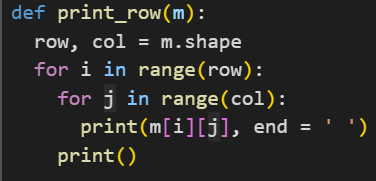 def print_row(m):
  row, col = m.shape
  for i in range(row):
    for j in range(col):
      print(m[i][j], end = ' ')
    print()